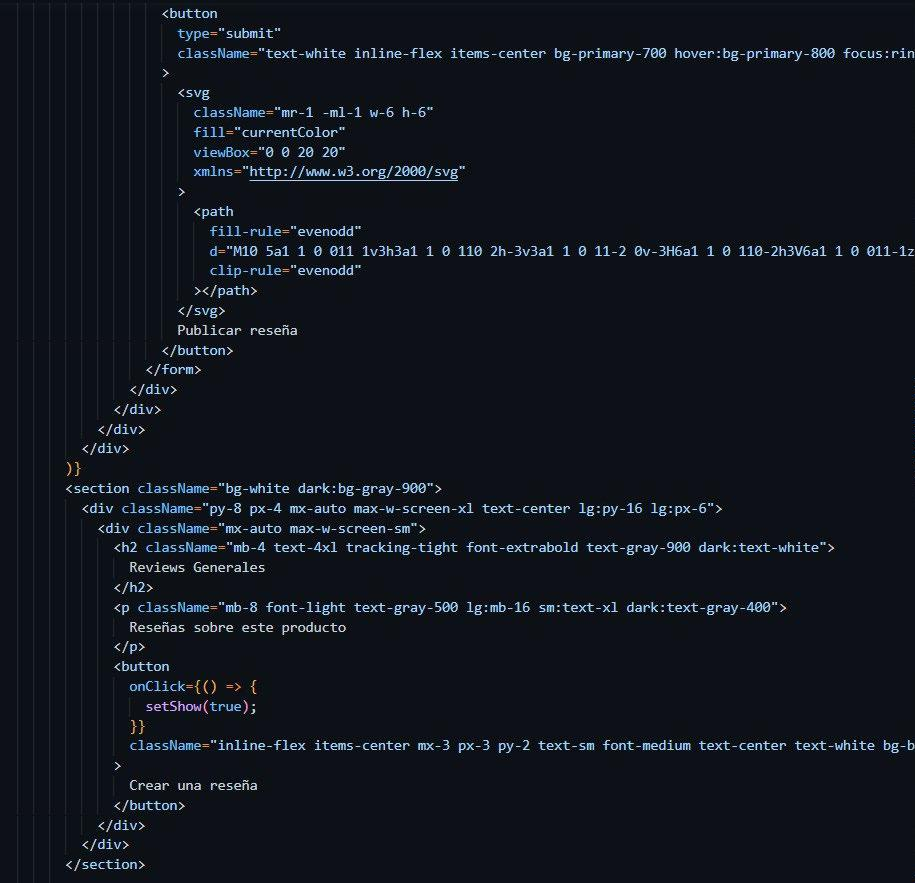 <button
type="submit"
className="text-white inline-flex items-center bg-primary-700 hover:bg-primary-800 focus:rin
>
<svg
className="mr-1 -ml-1 w-6 h-6"
fill="currentColor"
viewBox="0 0 20 20"
xmlns="http://www.w3.org/2000/svg"
>
<path
fill-rule="evenodd"
d="M10 5a1 1 0 011 1v3h3a1 1 0 110 2h-3v3a1 1 0 11-2 0v-3H6a1 1 0 110-2h3V6a1 1 0 011-1z
clip-rule="evenodd"
></path>
</svg>
Publicar reseña
</button>
</form>
</div>
</div>
</div>
</div>
)}
<section className="bg-white dark:bg-gray-900">
<div className="py-8 px-4 mx-auto max-w-screen-xl text-center lg:py-16 lg:px-6">
<div className="mx-auto max-w-screen-sm">
<h2 className="mb-4 text-4xl tracking-tight font-extrabold text-gray-900 dark:text-white">
Reviews Generales
</h2>
<p className="mb-8 font-light text-gray-500 lg:mb-16 sm:text-xl dark:text-gray-400">
Reseñas sobre este producto
</p>
<button
onClick={() => {
setShow(true);
}}
className="inline-flex items-center mx-3 px-3 py-2 text-sm font-medium text-center text-white bg-b
>
Crear una reseña
</button>
</div>
</div>
</section>